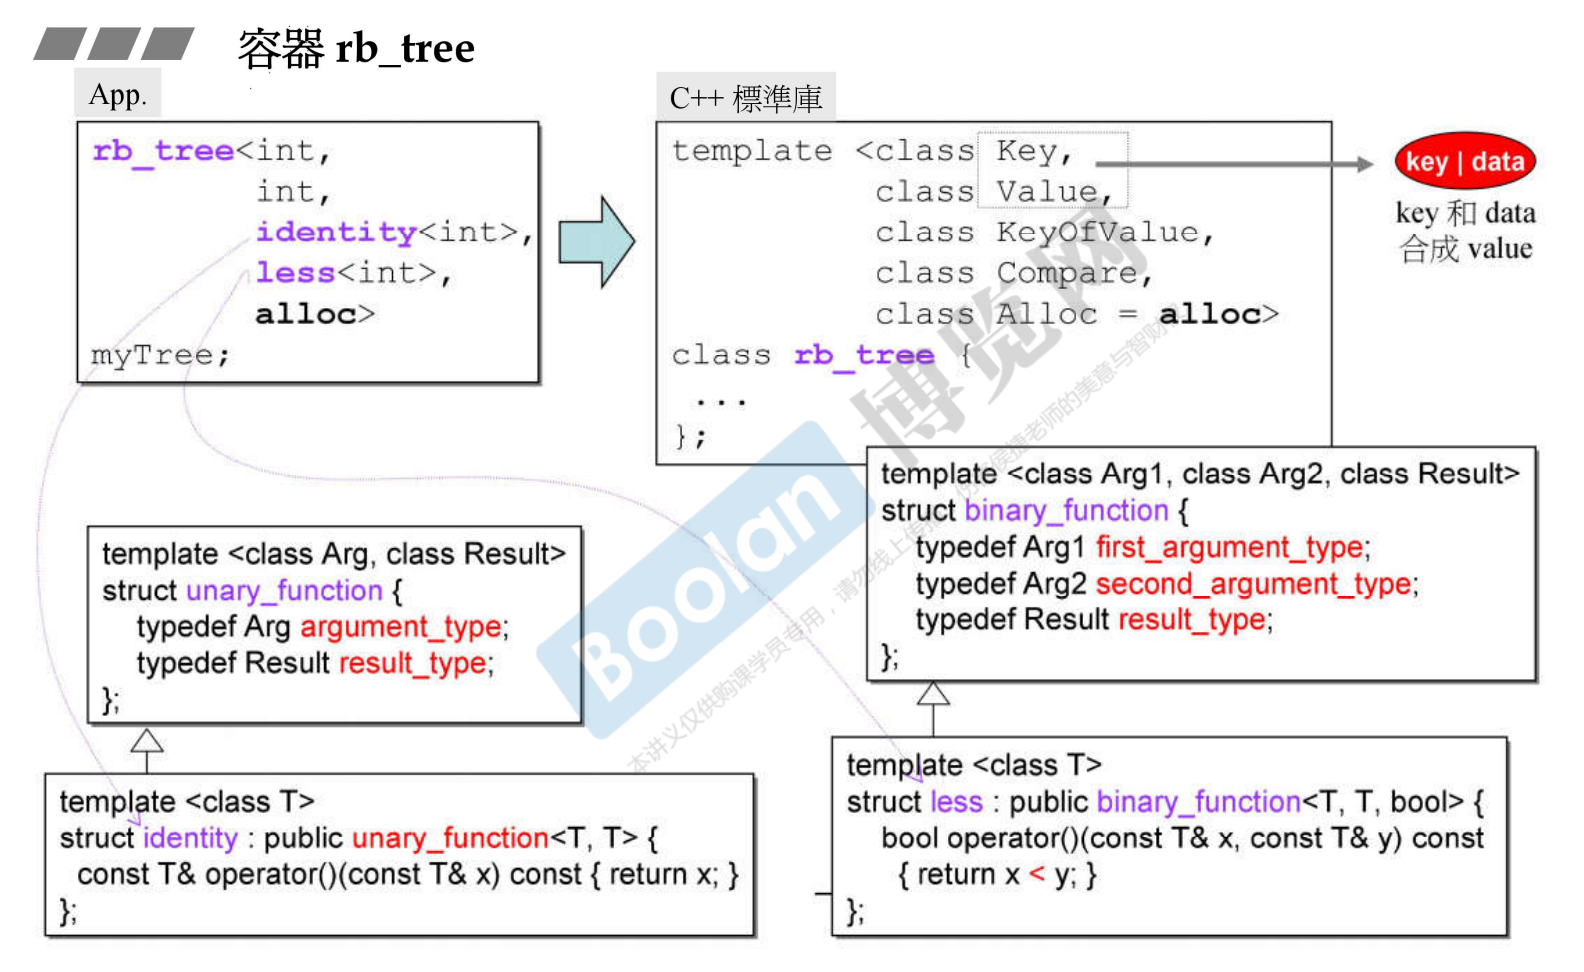 容器 rb_tree
App.
rb_tree<int,
int,
identity<int>,
less<int>,
alloc>
myTree;
C++ 標準庫
template <class Key,
class Value,
class KeyOfValue,
class Compare,
class Alloc = alloc>
class rb_tree {
...
};
key | data
key 和 data
合成 value
template <class Arg1, class Arg2, class Result>
struct binary_function {
typedef Arg1 first_argument_type;
typedef Arg2 second_argument_type;
typedef Result result_type;
};
template <class Arg, class Result>
struct unary_function {
typedef Arg argument_type;
typedef Result result_type;
};
template <class T>
struct identity : public unary_function<T, T> {
const T& operator()(const T& x) const { return x; }
};
template <class T>
struct less : public binary_function<T, T, bool> {
bool operator()(const T& x, const T& y) const
{ return x < y; }
};
Boolan 博览网
本讲义仅供购课学员专用，请勿线上传播
侯捷老师的美意与智财